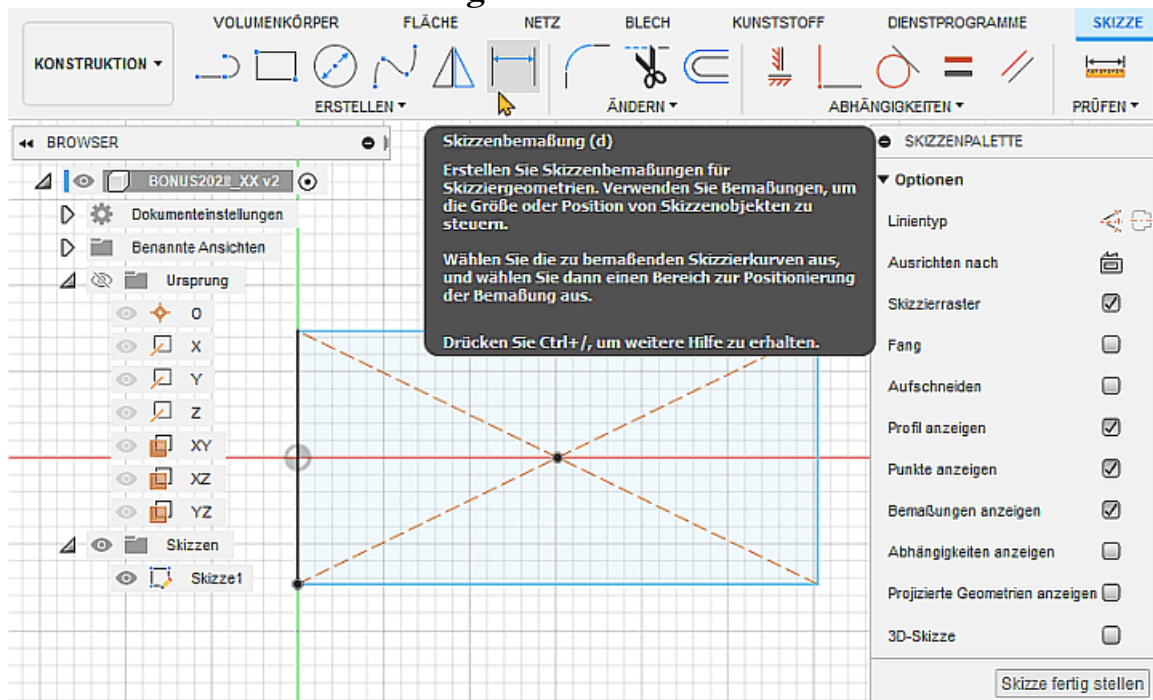 VOLUMENKÖRPER FLÄCHE NETZ BLECH KUNSTSTOFF DIENSTPROGRAMME SKIZZE
KONSTRUKTION
ERSTELLEN ÄNDERN ABHÄNGIGKEITEN PRÜFEN
BROWSER
BONUS202 _XX v2
Dokumenteinstellungen
Benannte Ansichten
Ursprung
O
X
Y
Z
XY
XZ
YZ
Skizzen
Skizze1
Skizzenbemaßung (d)
Erstellen Sie Skizzenbemaßungen für
Skizziergeometrien. Verwenden Sie Bemaßungen, um
die Größe oder Position von Skizzenobjekten zu
steuern.
Wählen Sie die zu bemaßenden Skizzierkurven aus,
und wählen Sie dann einen Bereich zur Positionierung
der Bemaßung aus.
Drücken Sie Ctrl+/, um weitere Hilfe zu erhalten.
SKIZZENPALETTE
Optionen
Linientyp
Ausrichten nach
Skizzierraster
Fang
Aufschneiden
Profil anzeigen
Punkte anzeigen
Bemaßungen anzeigen
Abhängigkeiten anzeigen
Projizierte Geometrien anzeigen
3D-Skizze
Skizze fertig stellen